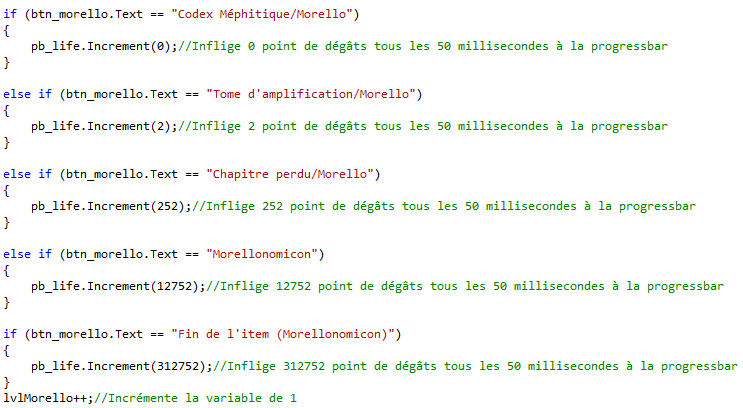 if (btn_morello.Text == "Codex Méphitique/Morello")
{
    pb_life.Increment(0);//Inflige 0 point de dégâts tous les 50 millisecondes à la progressbar
}
else if (btn_morello.Text == "Tome d'amplification/Morello")
{
    pb_life.Increment(2);//Inflige 2 point de dégâts tous les 50 millisecondes à la progressbar
}
else if (btn_morello.Text == "Chapitre perdu/Morello")
{
    pb_life.Increment(252);//Inflige 252 point de dégâts tous les 50 millisecondes à la progressbar
}
else if (btn_morello.Text == "Morellonomicon")
{
    pb_life.Increment(12752);//Inflige 12752 point de dégâts tous les 50 millisecondes à la progressbar
}
if (btn_morello.Text == "Fin de l'item (Morellonomicon)")
{
    pb_life.Increment(312752);//Inflige 312752 point de dégâts tous les 50 millisecondes à la progressbar
}
lvlMorello++;//Incrémente la variable de 1